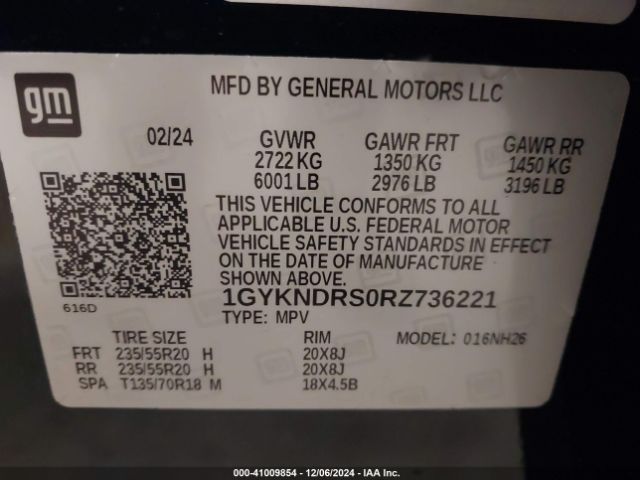 gm
MFD BY GENERAL MOTORS LLC
02/24 GVWR GAWR FRT GAWR RR
2722 KG 1350 KG 1450 KG
6001 LB 2976 LB 3196 LB
THIS VEHICLE CONFORMS TO ALL
APPLICABLE U.S. FEDERAL MOTOR
VEHICLE SAFETY STANDARDS IN EFFECT
ON THE DATE OF MANUFACTURE
SHOWN ABOVE.
616D
1GYKNDRS0RZ736221
TYPE: MPV
TIRE SIZE RIM MODEL: 016NH26
FRT 235/55R20 H 20X8J
RR 235/55R20 H 20X8J
SPA T135/70R18 M 18X4.5B
000-41009854 - 12/06/2024 - IAA Inc.